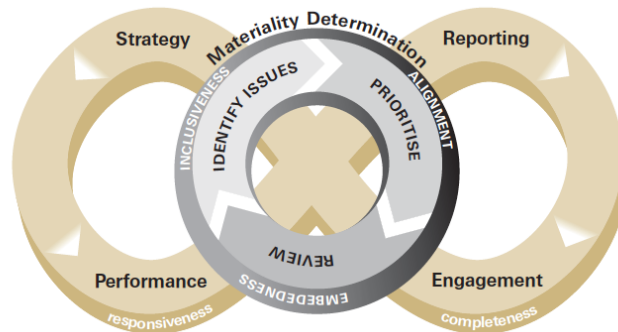 Materiality Determination
Strategy
Reporting
INCLUSIVENESS
IDENTIFY ISSUES
PRIORITISE
ALIGNMENT
REVIEW
EMBEDEDNESS
Performance
Engagement
responsiveness
completeness